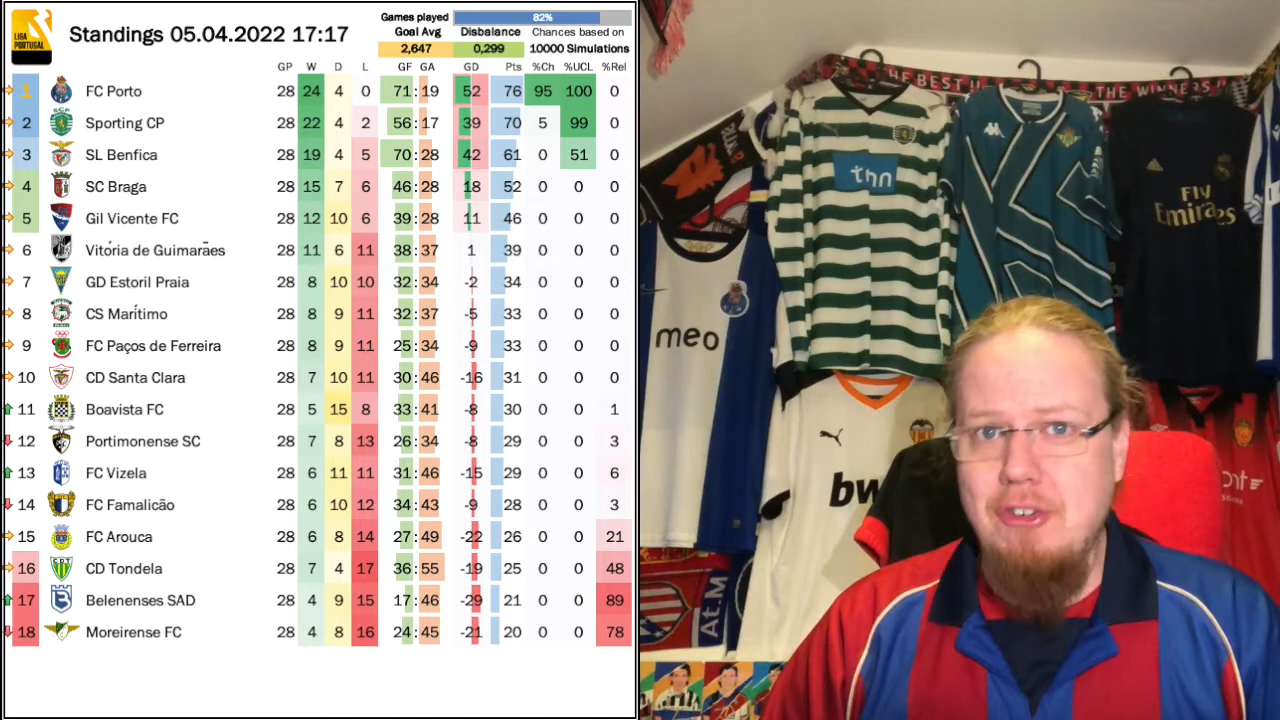 Standings 05.04.2022 17:17
LIGA PORTUGAL
Games played 82%
Goal Avg Disbalance Chances based on
2,647 0,299 10000 Simulations
GP W D L GF GA GD Pts %Ch %UCL %Rel
1 FC Porto 28 24 4 0 71 : 19 52 76 95 100 0
2 Sporting CP 28 22 4 2 56 : 17 39 70 5 99 0
3 SL Benfica 28 19 4 5 70 : 28 42 61 0 51 0
4 SC Braga 28 15 7 6 46 : 28 18 52 0 0 0
5 Gil Vicente FC 28 12 10 6 39 : 28 11 46 0 0 0
6 Vitória de Guimarães 28 11 6 11 38 : 37 1 39 0 0 0
7 GD Estoril Praia 28 8 10 10 32 : 34 -2 34 0 0 0
8 CS Marítimo 28 8 9 11 32 : 37 -5 33 0 0 0
9 FC Paços de Ferreira 28 8 9 11 25 : 34 -9 33 0 0 0
10 CD Santa Clara 28 7 10 11 30 : 46 -16 31 0 0 0
11 Boavista FC 28 5 15 8 33 : 41 -8 30 0 0 1
12 Portimonense SC 28 7 8 13 26 : 34 -8 29 0 0 3
13 FC Vizela 28 6 11 11 31 : 46 -15 29 0 0 6
14 FC Famalicão 28 6 10 12 34 : 43 -9 28 0 0 3
15 FC Arouca 28 6 8 14 27 : 49 -22 26 0 0 21
16 CD Tondela 28 7 4 17 36 : 55 -19 25 0 0 48
17 Belenenses SAD 28 4 9 15 17 : 46 -29 21 0 0 89
18 Moreirense FC 28 4 8 16 24 : 45 -21 20 0 0 78
THE BEST
THE WINNERS
thn
Fly
Emirates
meo
bw
At.M